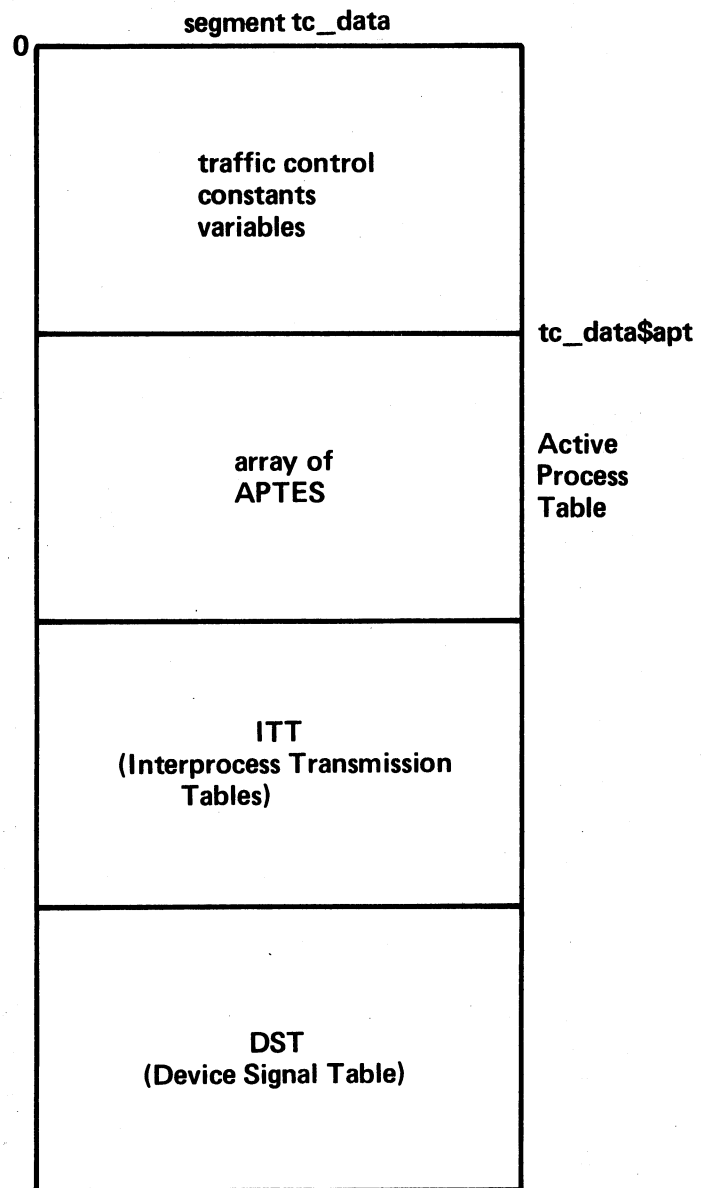 segment tc_data
0
traffic control
constants
variables
tc_data$apt
array of
APTES
Active
Process
Table
ITT
(Interprocess Transmission
Tables)
DST
(Device Signal Table)